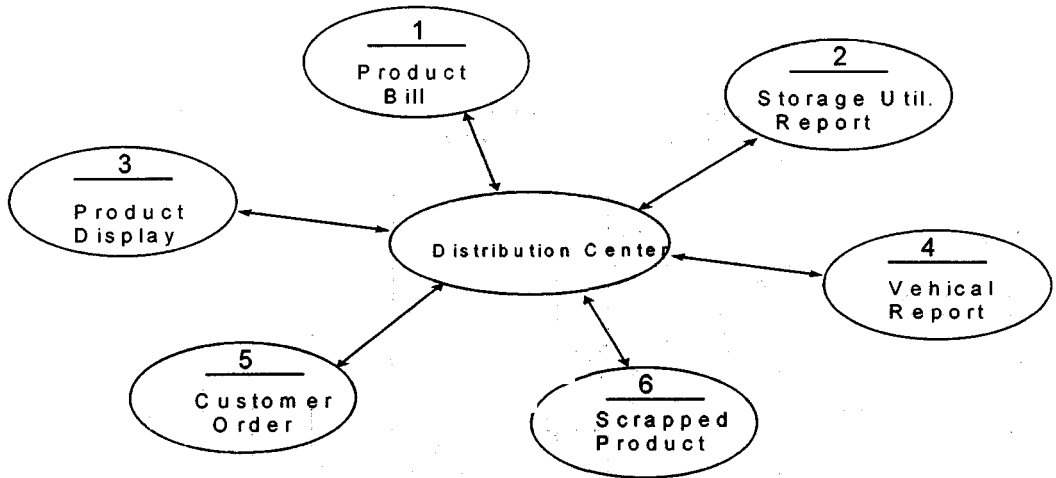 1
Product
Bill
2
Storage Util.
Report
3
Product
Display
Distribution Center
4
Vehical
Report
5
Customer
Order
6
Scrapped
Product